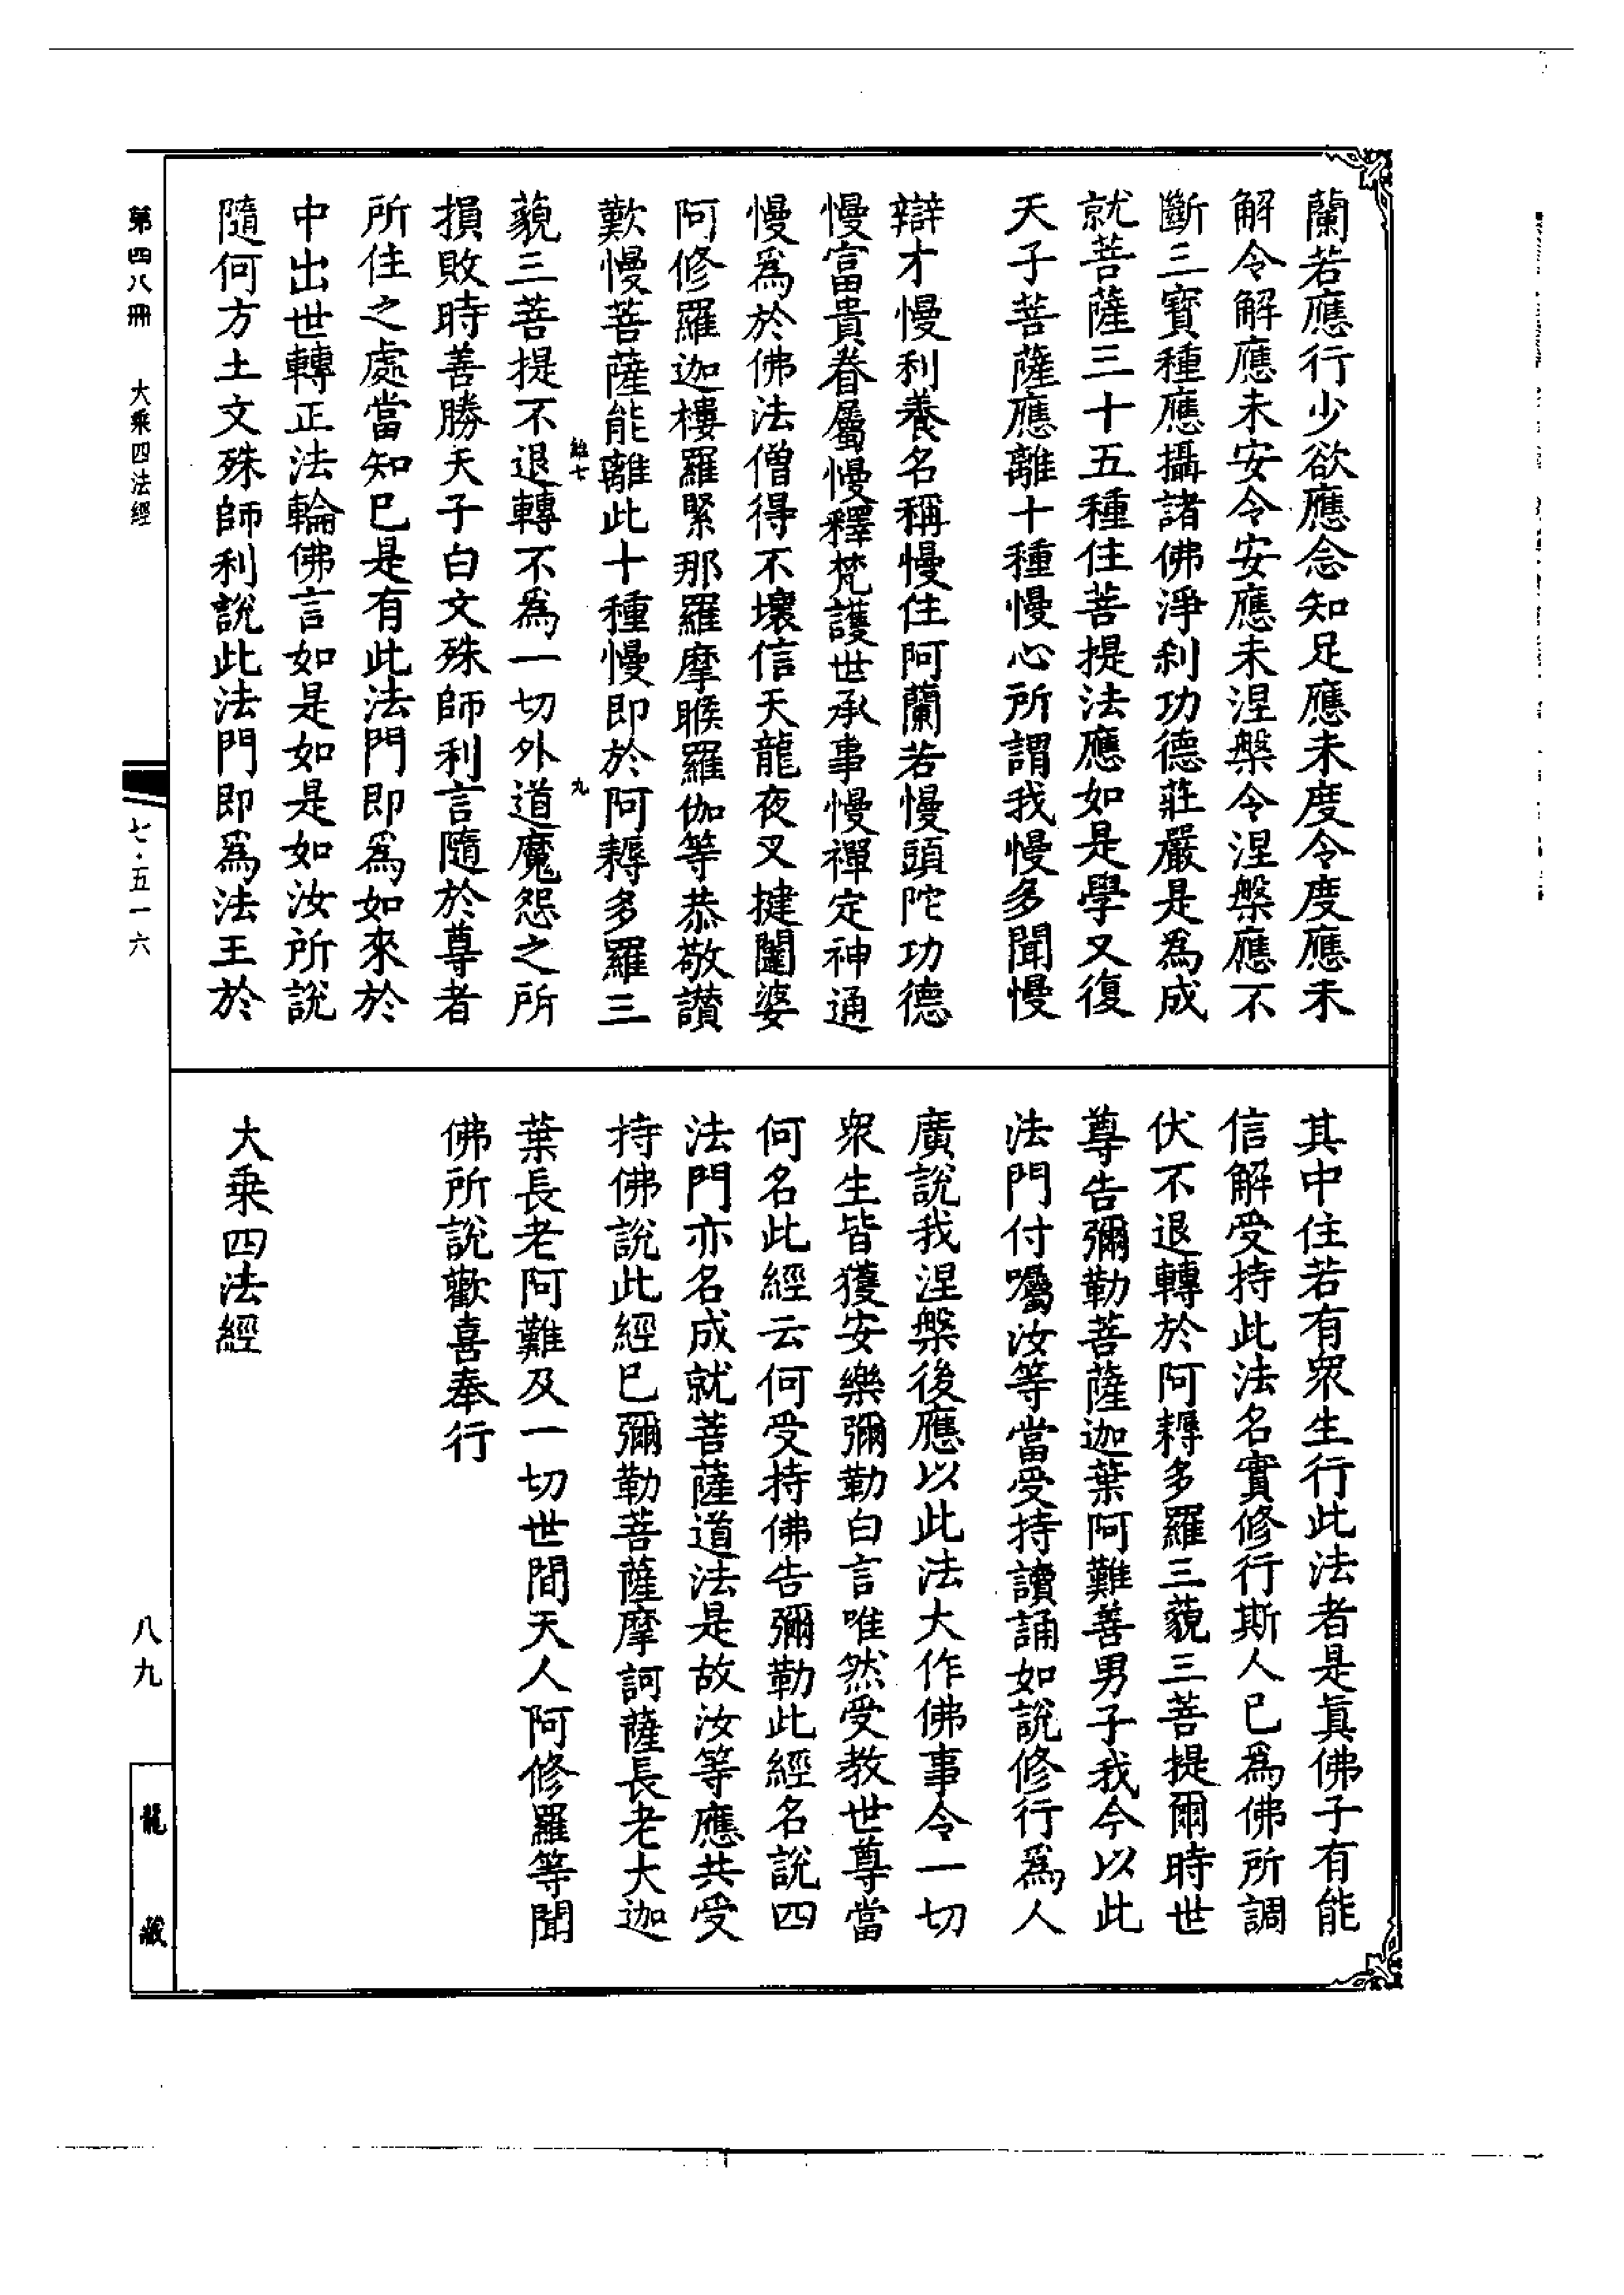 蘭若應行少欲應念知足應未度令度應未
解令解應未安令安應未涅槃令涅槃應不
斷三寶種應攝諸佛淨刹功德莊嚴是爲成
就菩薩三十五種住菩提法應如是學又復
天子菩薩應離十種慢心所謂我慢多聞慢
辯才慢利養名稱慢住阿蘭若慢頭陀功德
慢富貴眷屬慢釋梵護世承事慢禪定神通
慢爲於佛法僧得不壞信天龍夜叉揵闥婆
阿修羅迦樓羅緊那羅摩睺羅伽等恭敬讃
歎慢菩薩能離此十種慢即於阿耨多羅三
九
藐三菩提不退轉不爲一切外道魔怨之所
損敗時善勝天子白文殊師利言隨於尊者
所住之處當知已是有此法門即爲如來於
中出世轉正法輪佛言如是如是如汝所說
隨何方土文殊師利說此法門即爲法王於
其中住若有衆生行此法者是眞佛子有能
信解受持此法名實修行斯人已爲佛所調
伏不退轉於阿耨多羅三藐三菩提爾時世
尊告彌勒菩薩迦葉阿難善男子我今以此
法門付囑汝等當受持讀誦如說修行爲人
廣說我涅槃後應以此法大作佛事令一切
衆生皆獲安樂彌勒白言唯然受教世尊當
何名此經云何受持佛告彌勒此經名說四
法門亦名成就菩薩道法是故汝等應共受
持佛說此經已彌勒菩薩摩訶薩長老大迦
葉長老阿難及一切世間天人阿修羅等聞
佛所說歡喜奉行
大乘四法經
第四八冊 大乘四法經
七·五一六
八九
龍藏